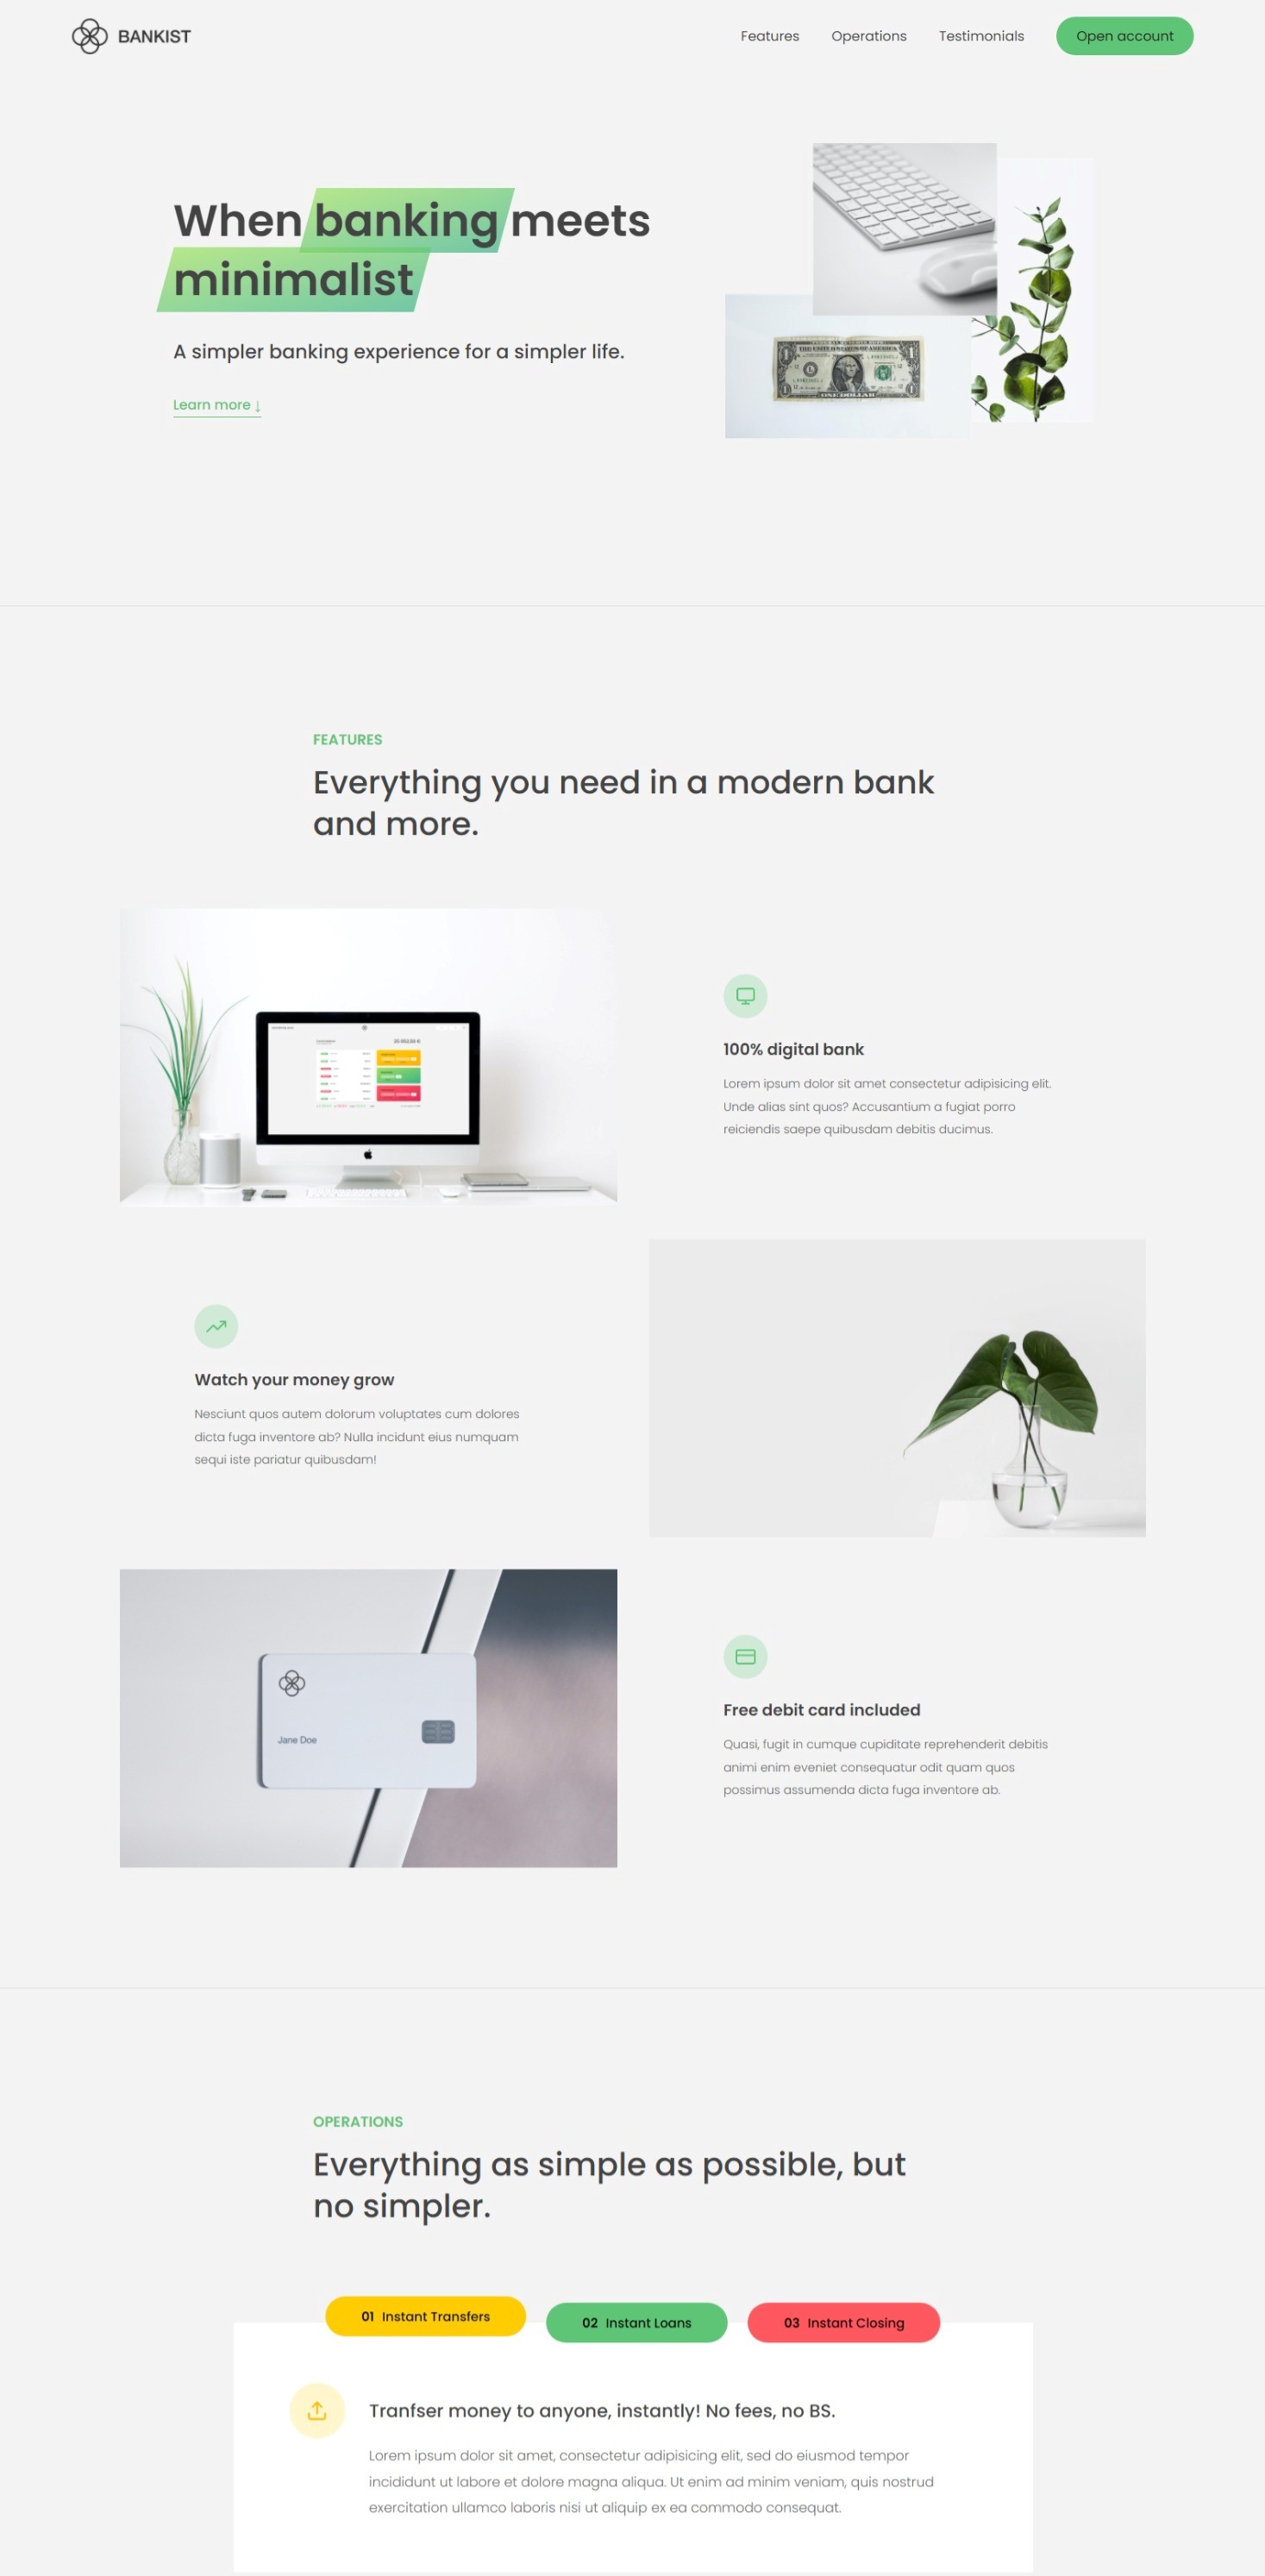 BANKIST
Features
Operations
Testimonials
Open account
When banking meets
minimalist
A simpler banking experience for a simpler life.
Learn more ↓
THE UNITED STATES OF AMERICA
ONE DOLLAR
FEATURES
Everything you need in a modern bank
and more.
100% digital bank
Lorem ipsum dolor sit amet consectetur adipisicing elit.
Unde alias sint quos? Accusantium a fugiat porro
reiciendis saepe quibusdam debitis ducimus.
Watch your money grow
Nesciunt quos autem dolorum voluptates cum dolores
dicta fuga inventore ab? Nulla incidunt eius numquam
sequi iste pariatur quibusdam!
Jane Doe
Free debit card included
Quasi, fugit in cumque cupiditate reprehenderit debitis
animi enim eveniet consequatur odit quam quos
possimus assumenda dicta fuga inventore ab.
OPERATIONS
Everything as simple as possible, but
no simpler.
01 Instant Transfers
02 Instant Loans
03 Instant Closing
Tranfser money to anyone, instantly! No fees, no BS.
Lorem ipsum dolor sit amet, consectetur adipisicing elit, sed do eiusmod tempor
incididunt ut labore et dolore magna aliqua. Ut enim ad minim veniam, quis nostrud
exercitation ullamco laboris nisi ut aliquip ex ea commodo consequat.